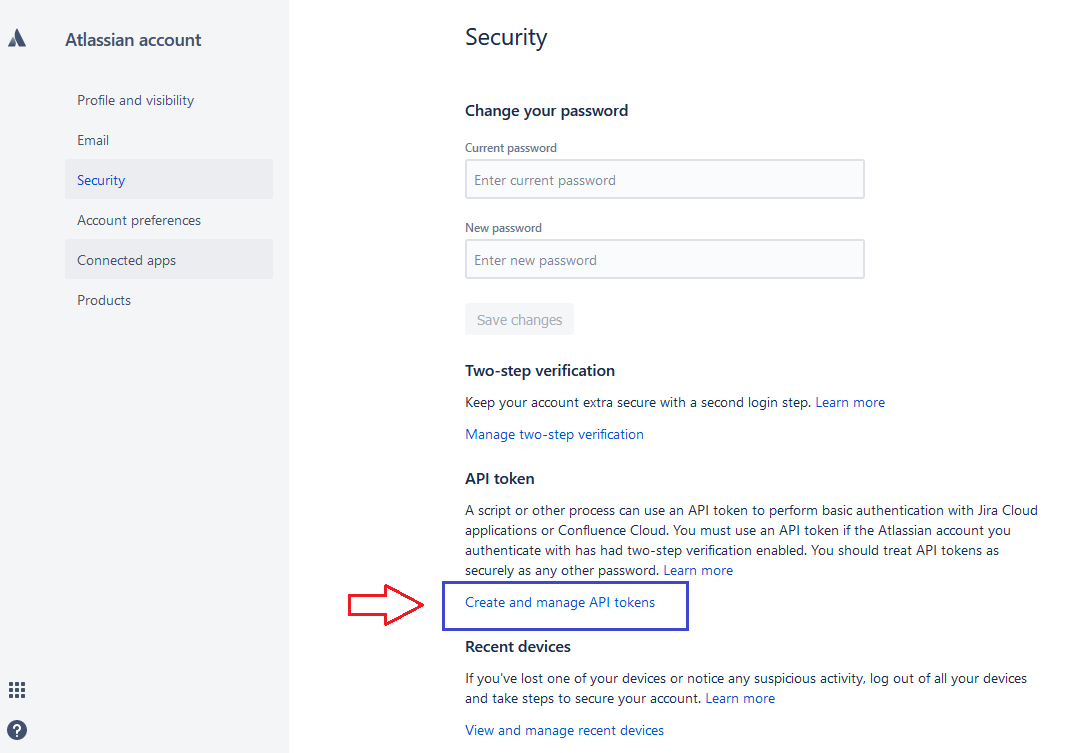 Atlassian account
Profile and visibility
Email
Security
Account preferences
Connected apps
Products
Security
Change your password
Current password
Enter current password
New password
Enter new password
Save changes
Two-step verification
Keep your account extra secure with a second login step. Learn more
Manage two-step verification
API token
A script or other process can use an API token to perform basic authentication with Jira Cloud
applications or Confluence Cloud. You must use an API token if the Atlassian account you
authenticate with has had two-step verification enabled. You should treat API tokens as
securely as any other password. Learn more
Create and manage API tokens
Recent devices
If you've lost one of your devices or notice any suspicious activity, log out of all your devices
and take steps to secure your account. Learn more
View and manage recent devices
?